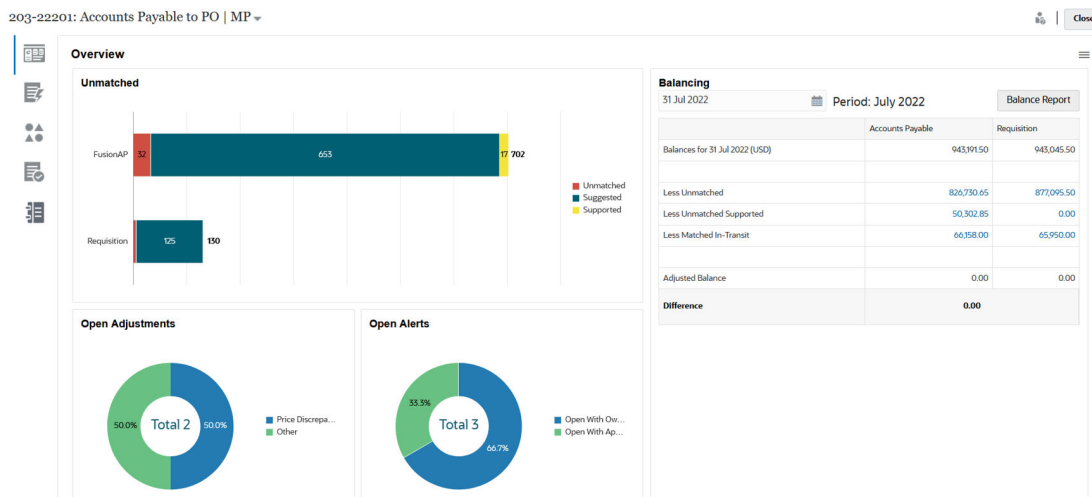 203-22201: Accounts Payable to PO | MP
Close
Overview
Unmatched
FusionAP
32
653
17 702
Requisition
125
130
Unmatched
Suggested
Supported
Open Adjustments
50.0%
Total 2
50.0%
Price Discrepa...
Other
Open Alerts
33.3%
Total 3
66.7%
Open With Ow...
Open With Ap...
Balancing
31 Jul 2022
Period: July 2022
Balance Report
Accounts Payable Requisition
Balances for 31 Jul 2022 (USD) 943,191.50 943,045.50
Less Unmatched 826,730.65 877,095.50
Less Unmatched Supported 50,302.85 0.00
Less Matched In-Transit 66,158.00 65,950.00
Adjusted Balance 0.00 0.00
Difference 0.00